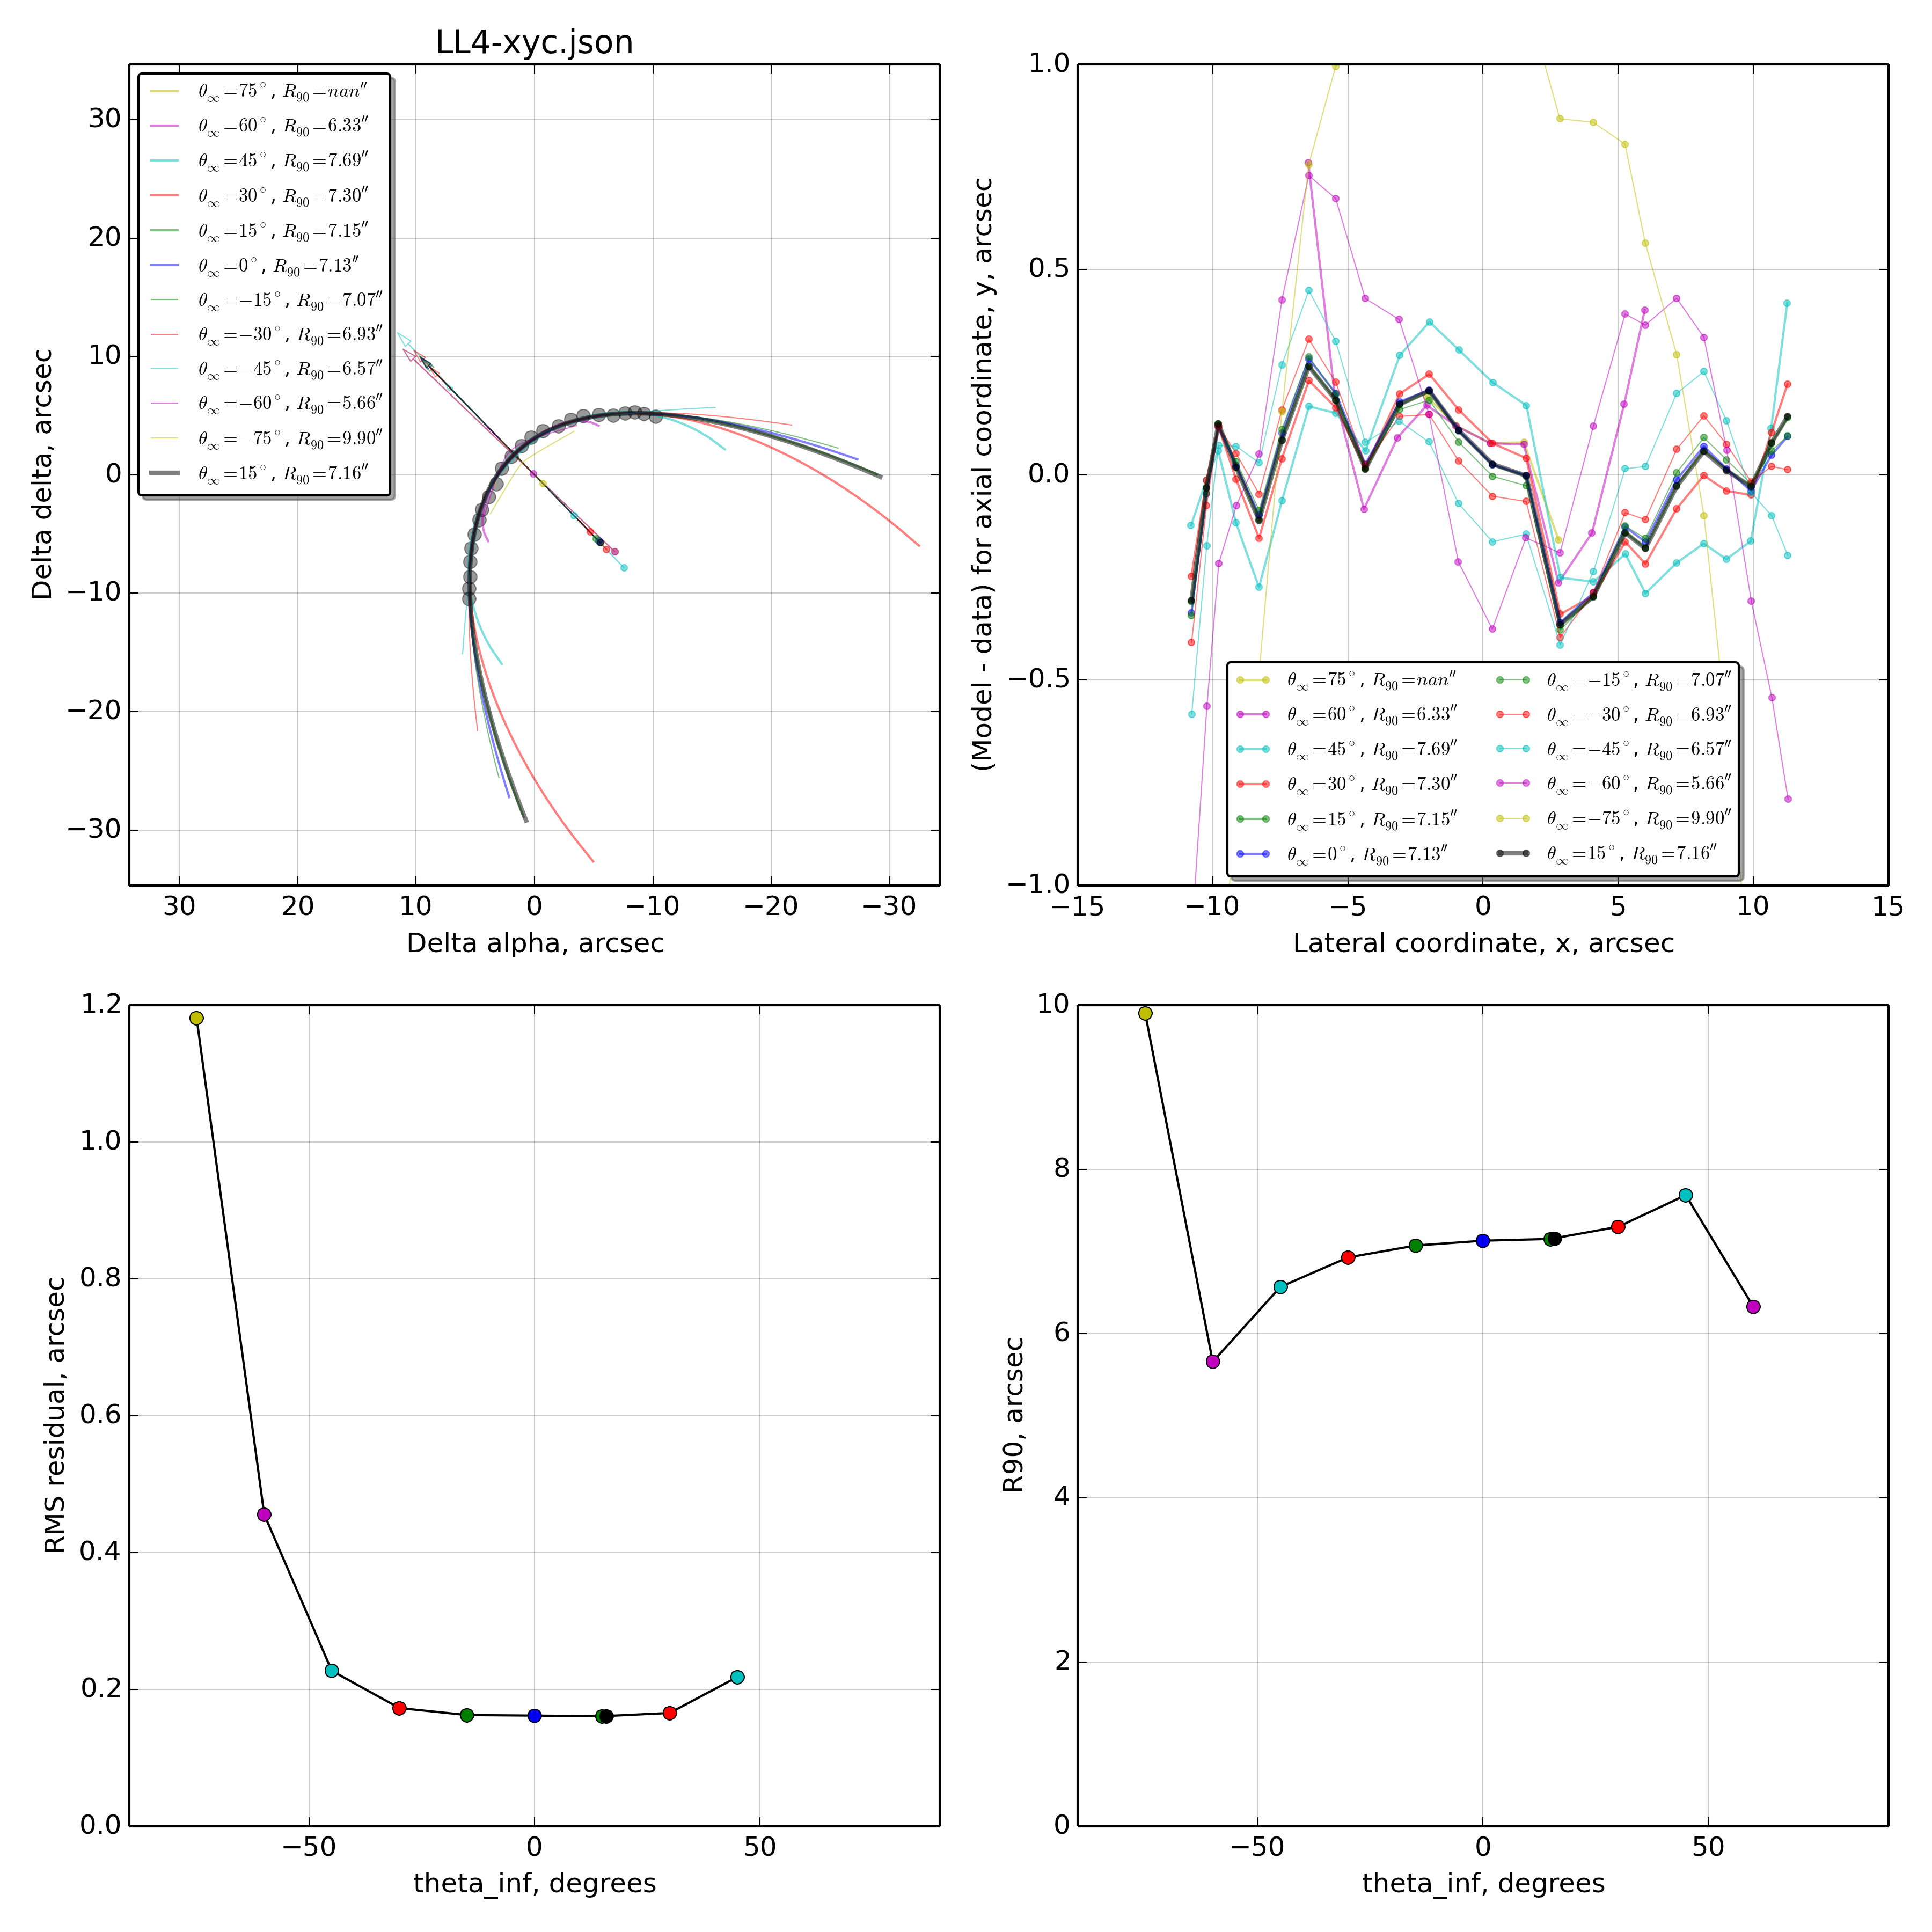 LL4-xyc.json
θ∞=75°, R90=nan″
θ∞=60°, R90=6.33″
θ∞=45°, R90=7.69″
θ∞=30°, R90=7.30″
θ∞=15°, R90=7.15″
θ∞=0°, R90=7.13″
θ∞=−15°, R90=7.07″
θ∞=−30°, R90=6.93″
θ∞=−45°, R90=6.57″
θ∞=−60°, R90=5.66″
θ∞=−75°, R90=9.90″
θ∞=15°, R90=7.16″
30
20
10
0
−10
−20
−30
Delta delta, arcsec
30 20 10 0 −10 −20 −30
Delta alpha, arcsec
1.0
0.5
0.0
−0.5
−1.0
(Model - data) for axial coordinate, y, arcsec
θ∞=75°, R90=nan″ θ∞=−15°, R90=7.07″
θ∞=60°, R90=6.33″ θ∞=−30°, R90=6.93″
θ∞=45°, R90=7.69″ θ∞=−45°, R90=6.57″
θ∞=30°, R90=7.30″ θ∞=−60°, R90=5.66″
θ∞=15°, R90=7.15″ θ∞=−75°, R90=9.90″
θ∞=0°, R90=7.13″ θ∞=15°, R90=7.16″
−15 −10 −5 0 5 10 15
Lateral coordinate, x, arcsec
1.2
1.0
0.8
0.6
0.4
0.2
0.0
RMS residual, arcsec
−50 0 50
theta_inf, degrees
10
8
6
4
2
0
R90, arcsec
−50 0 50
theta_inf, degrees